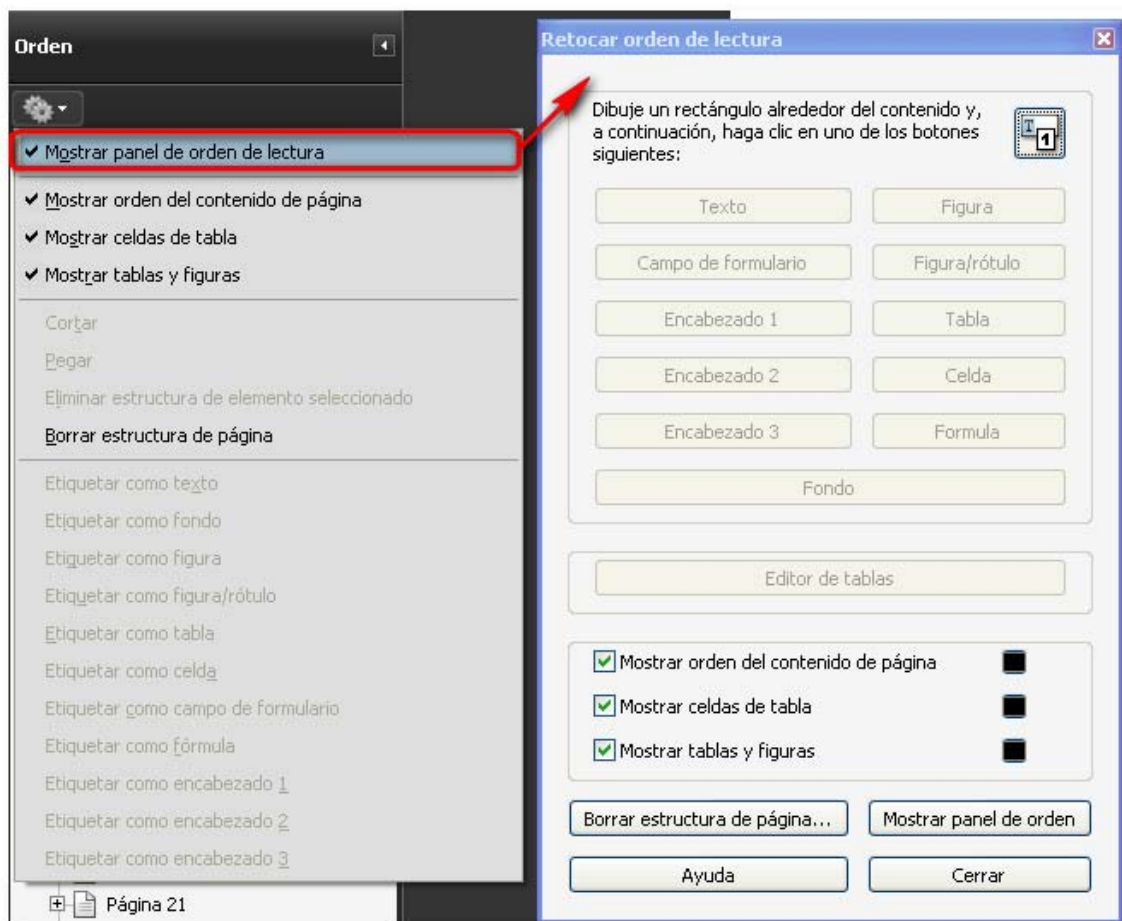 Orden
Mostrar panel de orden de lectura
Mostrar orden del contenido de página
Mostrar celdas de tabla
Mostrar tablas y figuras
Cortar
Pegar
Eliminar estructura de elemento seleccionado
Borrar estructura de página
Etiquetar como texto
Etiquetar como fondo
Etiquetar como figura
Etiquetar como figura/rótulo
Etiquetar como tabla
Etiquetar como celda
Etiquetar como campo de formulario
Etiquetar como fórmula
Etiquetar como encabezado 1
Etiquetar como encabezado 2
Etiquetar como encabezado 3
Página 21
Retocar orden de lectura
Dibuje un rectángulo alrededor del contenido y,
a continuación, haga clic en uno de los botones
siguientes:
T 1
Texto Figura
Campo de formulario Figura/rótulo
Encabezado 1 Tabla
Encabezado 2 Celda
Encabezado 3 Formula
Fondo
Editor de tablas
Mostrar orden del contenido de página
Mostrar celdas de tabla
Mostrar tablas y figuras
Borrar estructura de página... Mostrar panel de orden
Ayuda Cerrar